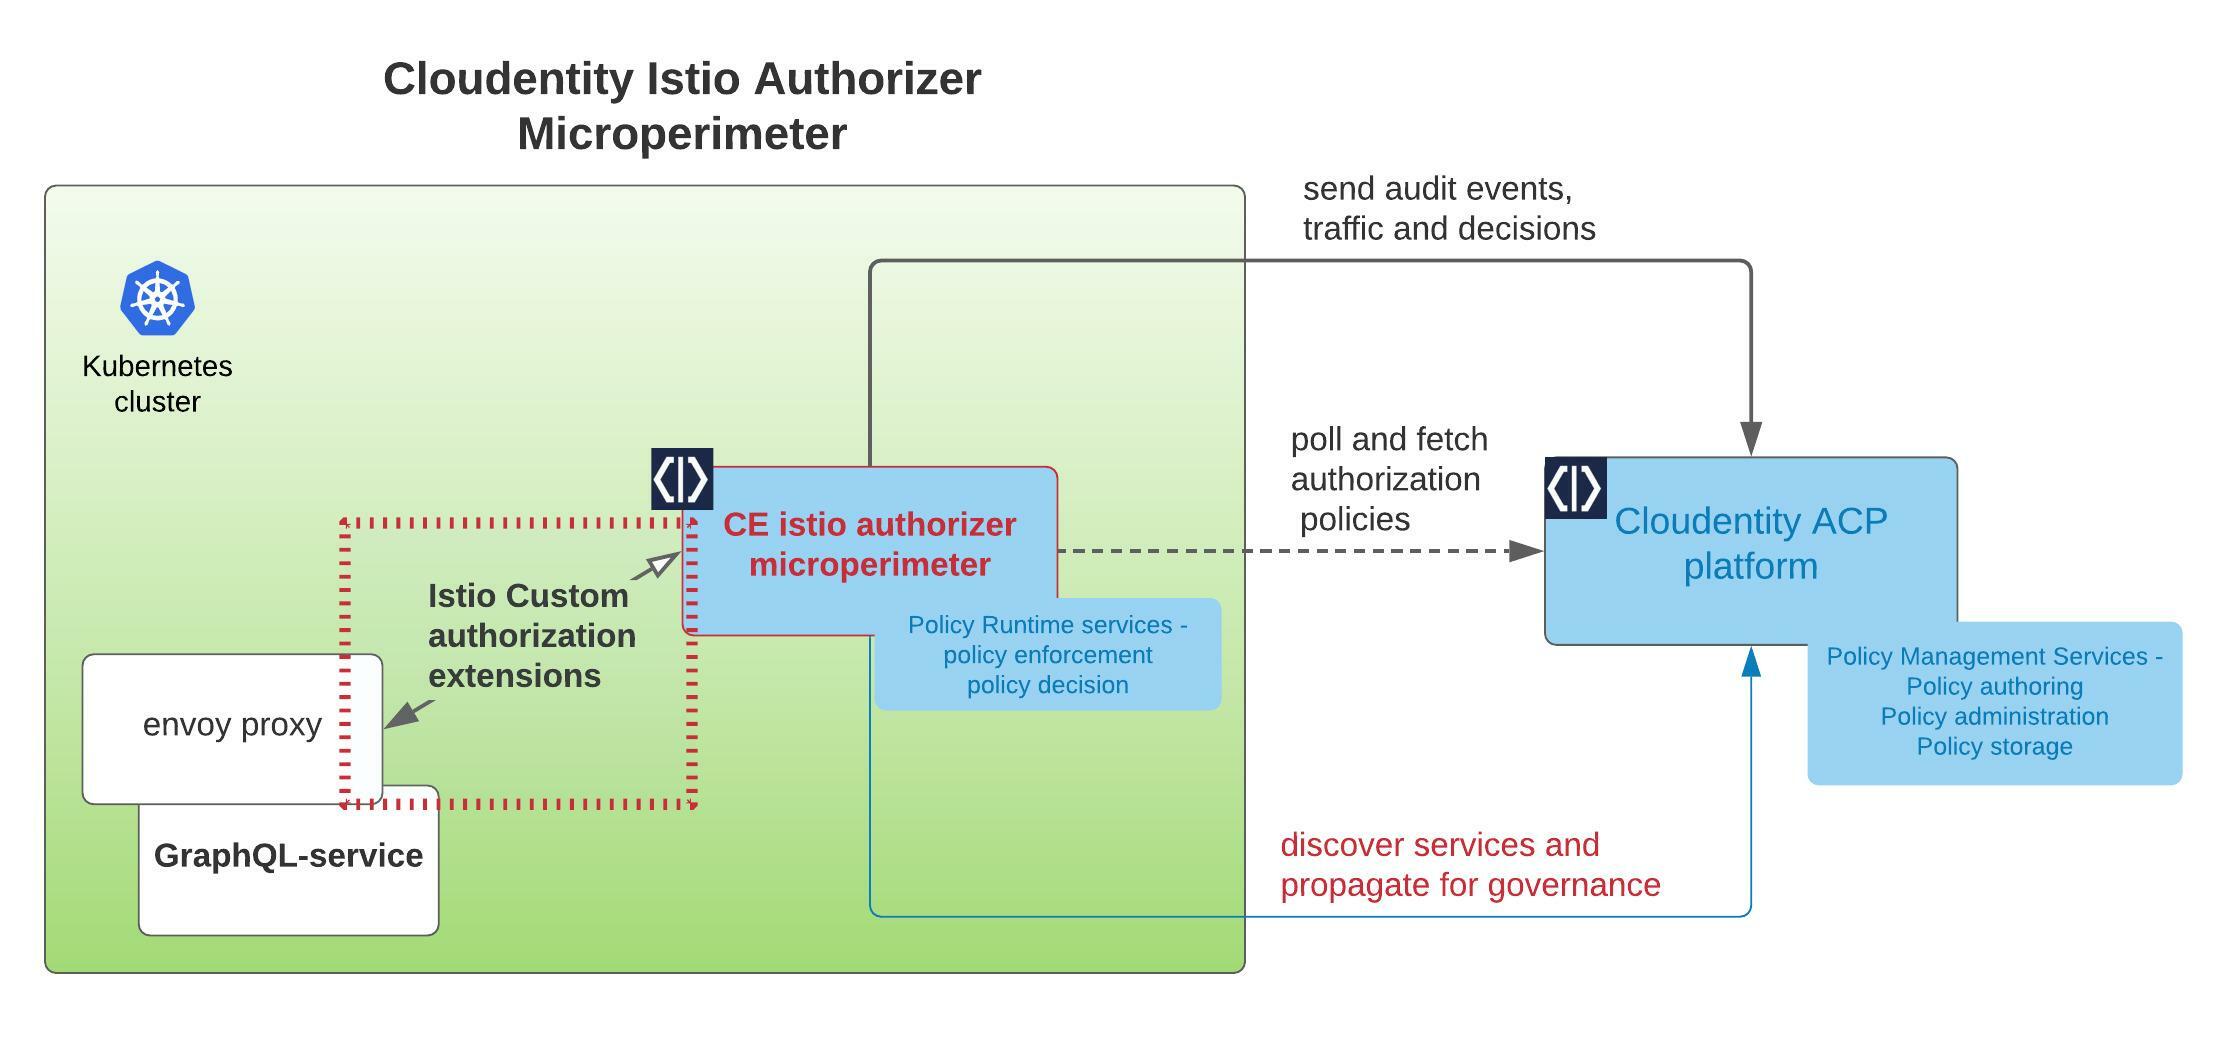 Cloudentity Istio Authorizer
Microperimeter
send audit events,
traffic and decisions
Kubernetes
cluster
poll and fetch
authorization
policies
CE istio authorizer
microperimeter
Cloudentity ACP
platform
Istio Custom
authorization
extensions
Policy Runtime services -
policy enforcement
policy decision
Policy Management Services -
Policy authoring
Policy administration
Policy storage
envoy proxy
GraphQL-service
discover services and
propagate for governance